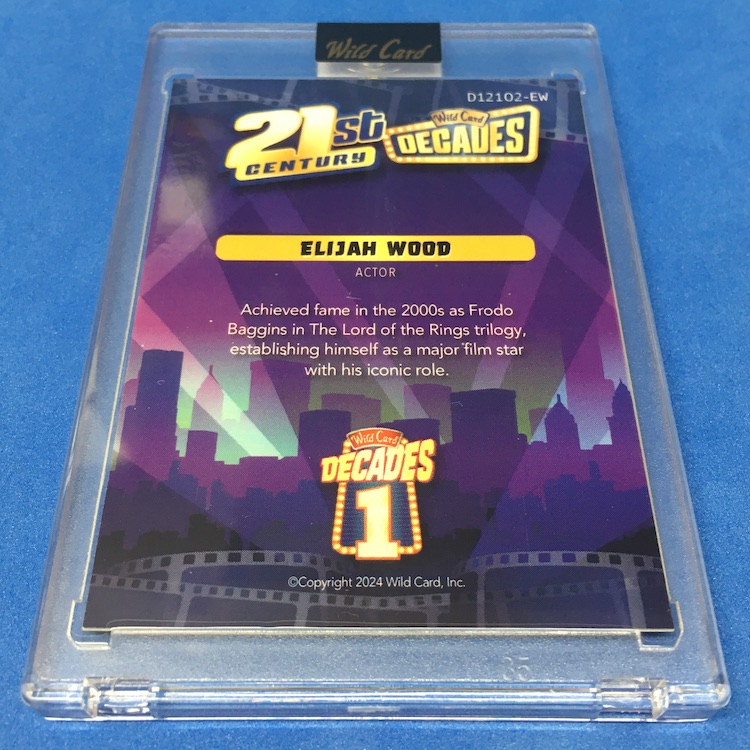 Wild Card
D12102-EW
21st
CENTURY
Wild Card
DECADES
ELIJAH WOOD
ACTOR
Achieved fame in the 2000s as Frodo
Baggins in The Lord of the Rings trilogy,
establishing himself as a major film star
with his iconic role.
Wild Card
DECADES
1
©Copyright 2024 Wild Card, Inc.
35